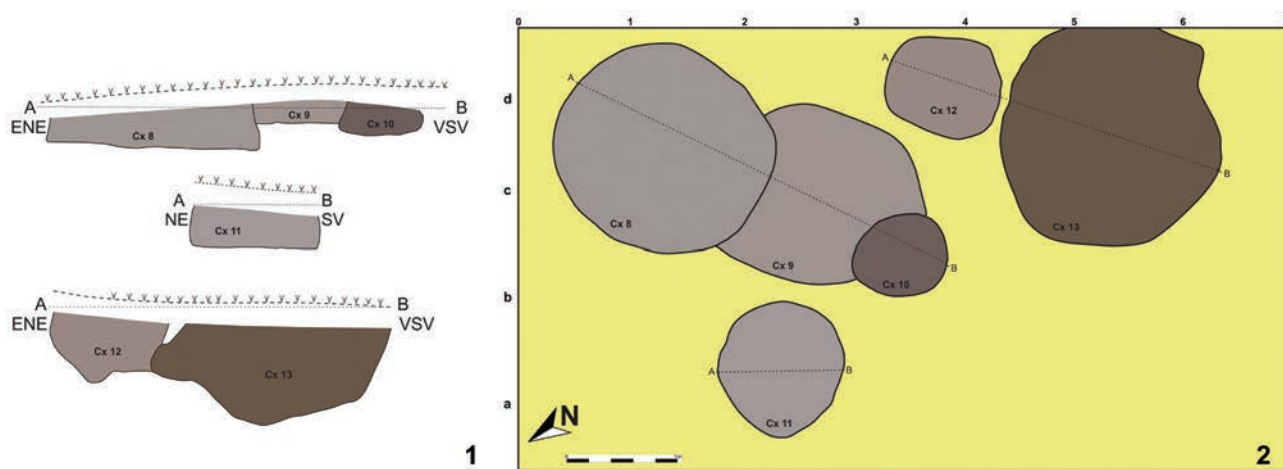 A B
ENE VSV
Cx 8
Cx 9
Cx 10
A B
NE SV
Cx 11
A B
ENE VSV
Cx 12
Cx 13
1
0 1 2 3 4 5 6
d
c
b
a
A
Cx 8
Cx 9
Cx 10
B
A
Cx 12
Cx 13
B
A B
Cx 11
N
2